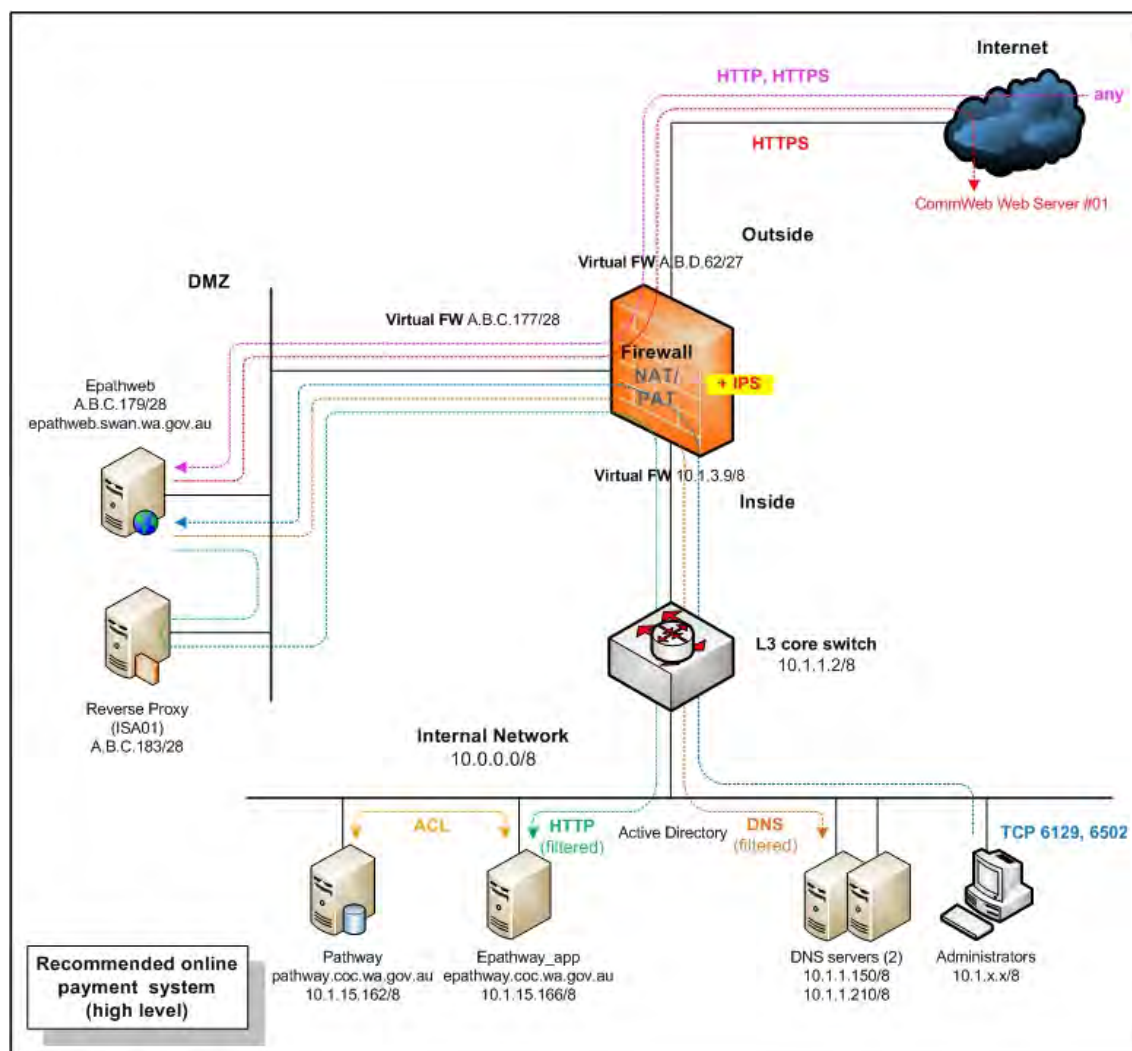 Internet
HTTP, HTTPS
any
HTTPS
CommWeb Web Server #01
Outside
Virtual FW A.B.D.62/27
DMZ
Virtual FW A.B.C.177/28
Firewall
NAT/
PAT
+ IPS
Epathweb
A.B.C.179/28
epathweb.swan.wa.gov.au
Virtual FW 10.1.3.9/8
Inside
L3 core switch
10.1.1.2/8
Reverse Proxy
(ISA01)
A.B.C.183/28
Internal Network
10.0.0.0/8
ACL
HTTP
(filtered)
Active Directory
DNS
(filtered)
TCP 6129, 6502
Pathway
pathway.coc.wa.gov.au
10.1.15.162/8
Epathway_app
epathway.coc.wa.gov.au
10.1.15.166/8
DNS servers (2)
10.1.1.150/8
10.1.1.210/8
Administrators
10.1.x.x/8
Recommended online
payment system
(high level)